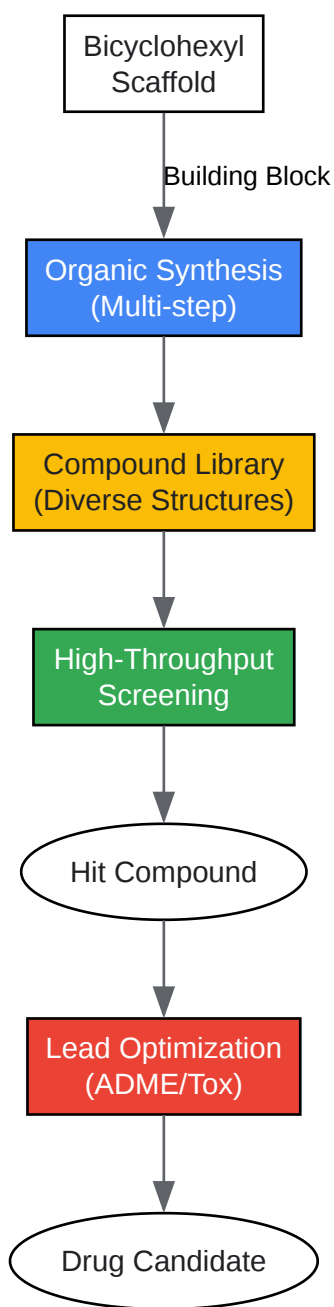 Bicyclohexyl
Scaffold
Building Block
Organic Synthesis
(Multi-step)
Compound Library
(Diverse Structures)
High-Throughput
Screening
Hit Compound
Lead Optimization
(ADME/Tox)
Drug Candidate